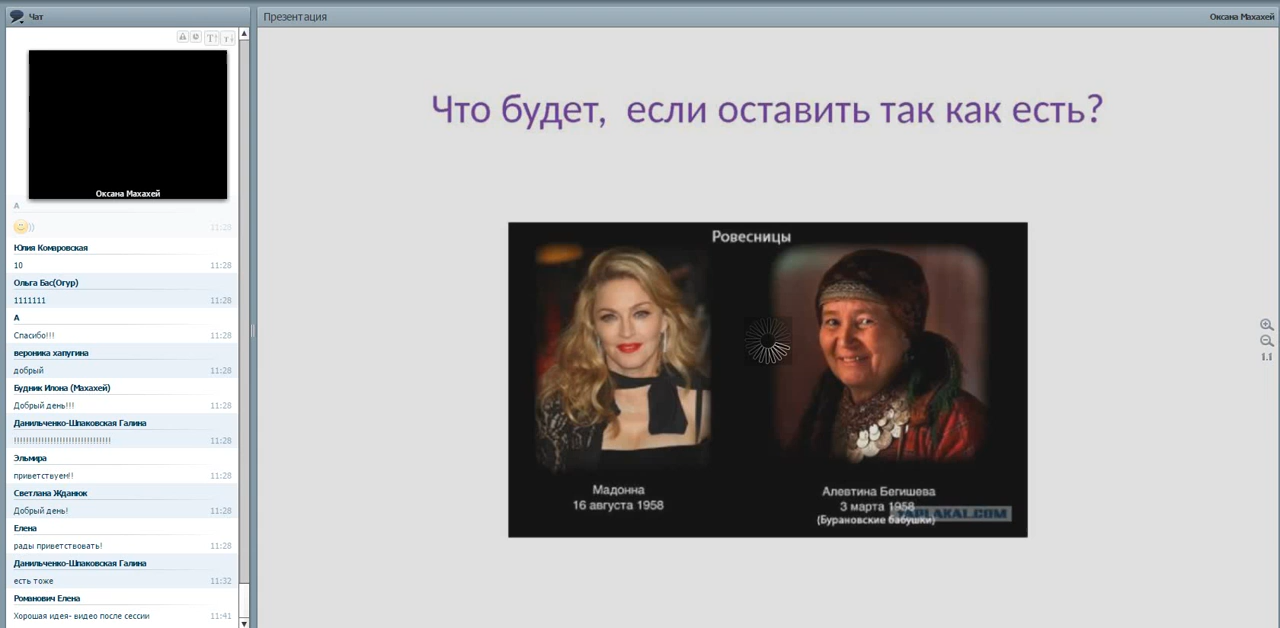 Чат
Оксана Махахей
А
))
11:28
Юлия Комаровская
10
11:28
Ольга Бас(Огур)
1111111
11:28
А
Спасибо!!!
11:28
вероника хапугина
добрый
11:28
Будник Илона (Махахей)
Добрый день!!!
11:28
Данильченко-Шпаковская Галина
!!!!!!!!!!!!!!!!!!!!!!!!!!!!!!!!
11:28
Эльмира
приветствуем!!
11:28
Светлана Жданюк
Добрый день!
11:28
Елена
рады приветствовать!
11:28
Данильченко-Шпаковская Галина
есть тоже
11:32
Романович Елена
Хорошая идея- видео после сессии
11:41
Презентация
Оксана Махахей
Что будет, если оставить так как есть?
Ровесницы
Мадонна
16 августа 1958
Алевтина Бегишева
3 марта 1958
(Бурановские бабушки)
YAPLAKAL.COM
1:1